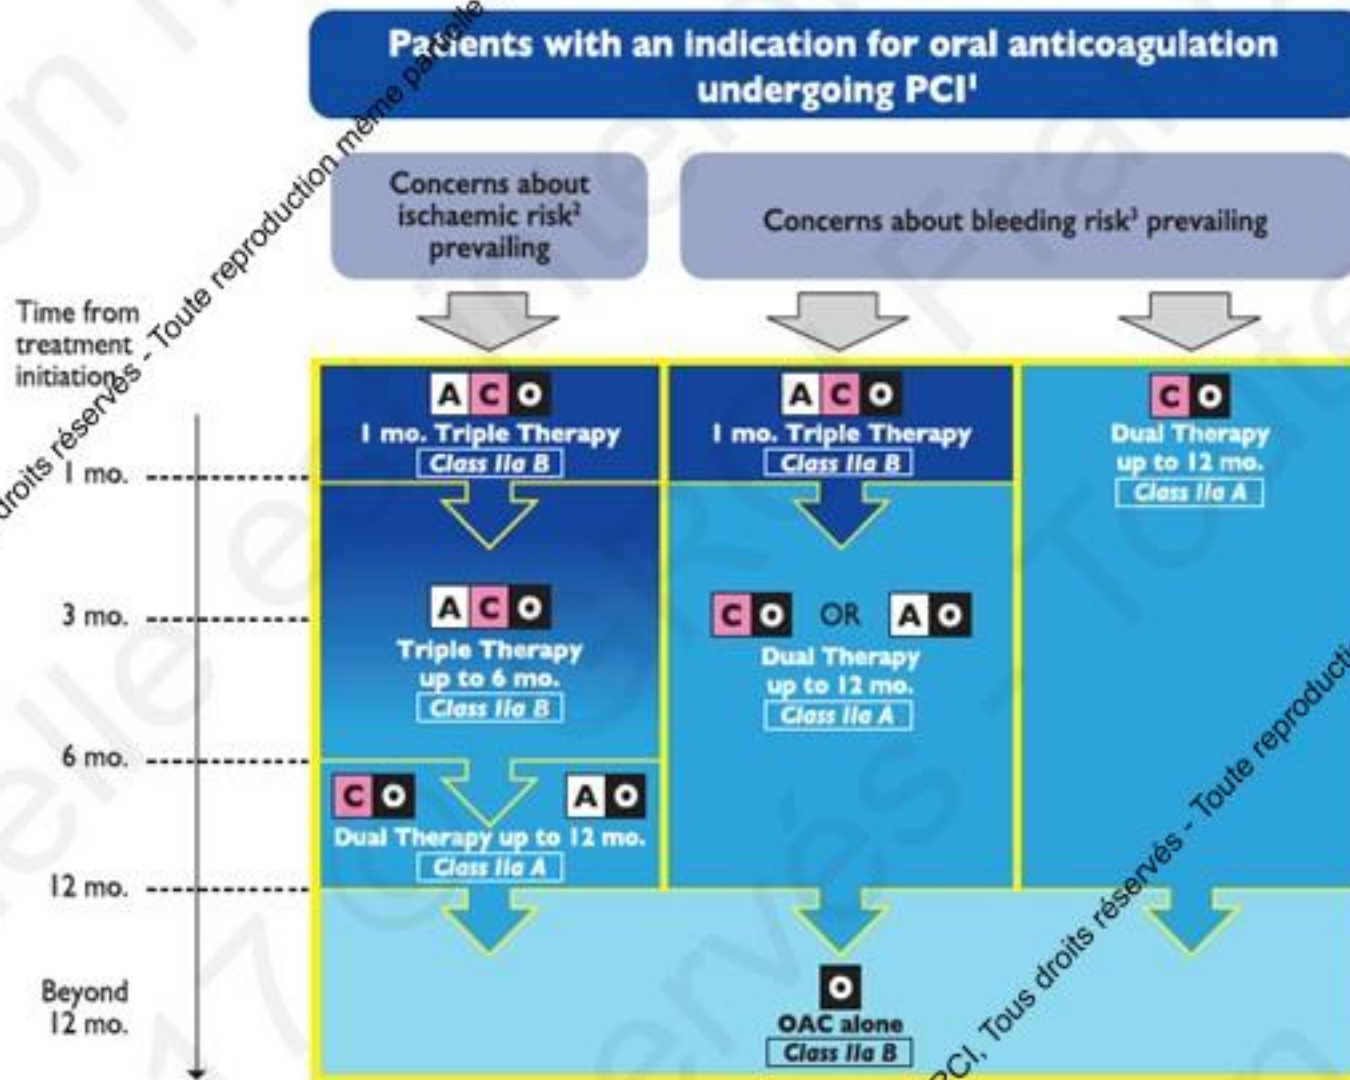 Patients with an indication for oral anticoagulation
undergoing PCI¹
Concerns about
ischaemic risk²
prevailing
Concerns about bleeding risk³ prevailing
Time from
treatment
initiation
A C O
1 mo. Triple Therapy
Class IIa B
A C O
1 mo. Triple Therapy
Class IIa B
C O
Dual Therapy
up to 12 mo.
Class IIa A
1 mo.
A C O
Triple Therapy
up to 6 mo.
Class IIa B
3 mo.
C O OR A O
Dual Therapy
up to 12 mo.
Class IIa A
6 mo.
C O A O
Dual Therapy up to 12 mo.
Class IIa A
12 mo.
Beyond
12 mo.
O
OAC alone
Class IIa B
droits réservés - Toute reproduction même partielle
RCI, Tous droits réservés - Toute reproducti